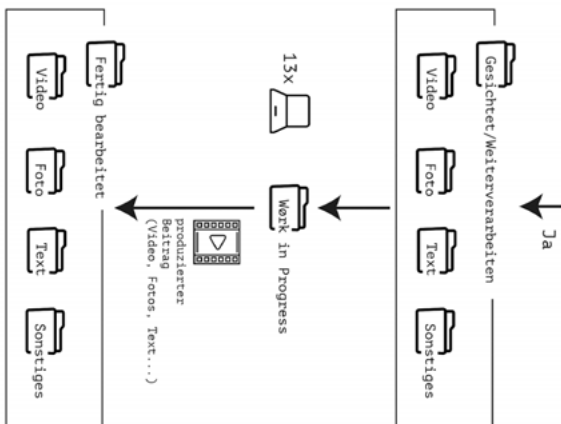 Ja
Gesichtet/Weiterverarbeiten
Video
Foto
Text
Sonstiges
13x
Wørk in Progress
produzierter
Beitrag
(Video, Fotos, Text...)
Fertig bearbeitet
Video
Foto
Text
Sonstiges